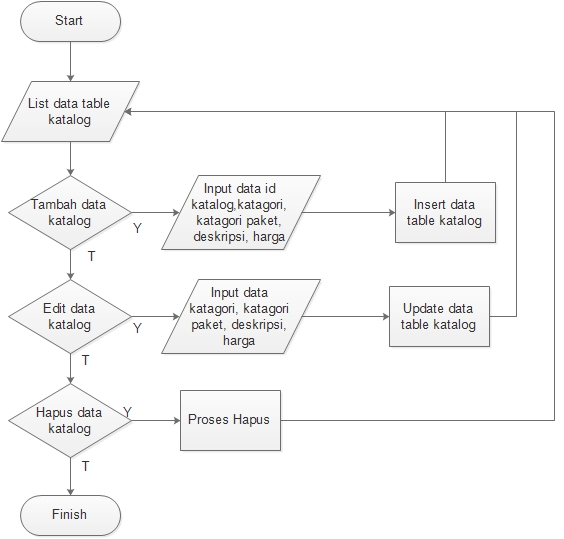 Start
List data table
katalog
Tambah data
katalog
Y
Input data id
katalog,katagori,
katagori paket,
deskripsi, harga
Insert data
table katalog
T
Edit data
katalog
Y
Input data
katagori, katagori
paket, deskripsi,
harga
Update data
table katalog
T
Hapus data
katalog
Y
Proses Hapus
T
Finish